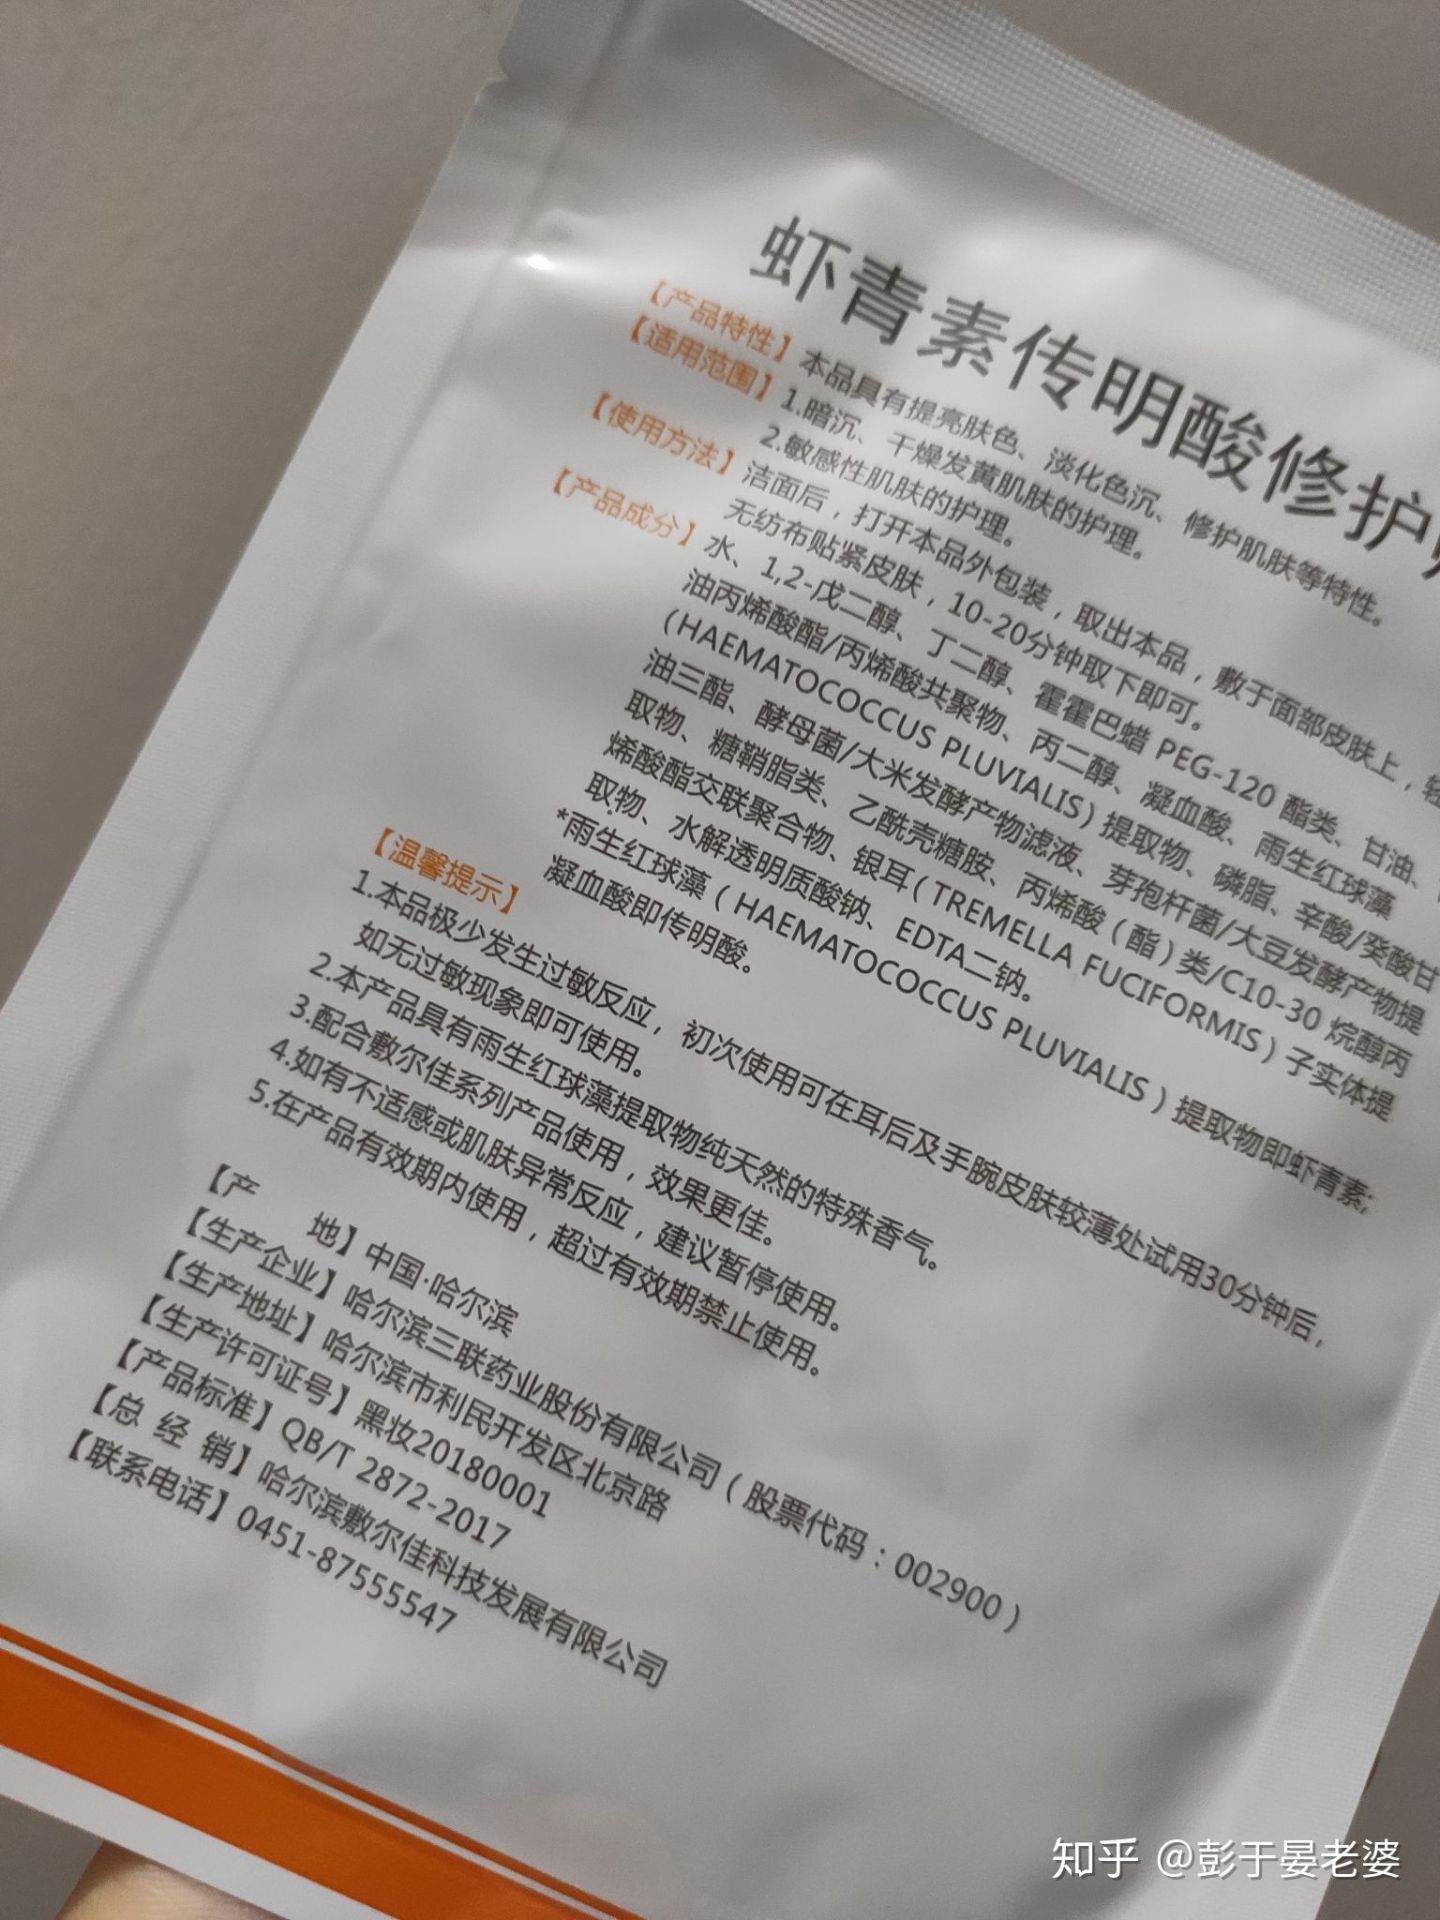 虾青素传明酸修护
【产品特性】本品具有提亮肤色、淡化色沉、修护肌肤等特性。
【适用范围】1.暗沉、干燥发黄肌肤的护理。
2.敏感性肌肤的护理。
【使用方法】洁面后，打开本品外包装，取出本品，敷于面部皮肤上，轻
无纺布贴紧皮肤，10-20分钟取下即可。
【产品成分】水、1,2-戊二醇、丁二醇、霍霍巴蜡 PEG-120 酯类、甘油、
油丙烯酸酯/丙烯酸共聚物、丙二醇、凝血酸、雨生红球藻
（HAEMATOCOCCUS PLUVIALIS）提取物、磷脂、辛酸/癸酸甘
油三酯、酵母菌/大米发酵产物滤液、芽孢杆菌/大豆发酵产物提
取物、糖鞘脂类、乙酰壳糖胺、丙烯酸（酯）类/C10-30 烷醇丙
烯酸酯交联聚合物、银耳（TREMELLA FUCIFORMIS）子实体提
取物、水解透明质酸钠、EDTA二钠。
*雨生红球藻（HAEMATOCOCCUS PLUVIALIS）提取物即虾青素;
凝血酸即传明酸。
【温馨提示】
1.本品极少发生过敏反应，初次使用可在耳后及手腕皮肤较薄处试用30分钟后，
如无过敏现象即可使用。
2.本产品具有雨生红球藻提取物纯天然的特殊香气。
3.配合敷尔佳系列产品使用，效果更佳。
4.如有不适感或肌肤异常反应，建议暂停使用。
5.在产品有效期内使用，超过有效期禁止使用。
【产 地】中国·哈尔滨
【生产企业】哈尔滨三联药业股份有限公司（股票代码：002900）
【生产地址】哈尔滨市利民开发区北京路
【生产许可证号】黑妆20180001
【产品标准】QB/T 2872-2017
【总 经 销】哈尔滨敷尔佳科技发展有限公司
【联系电话】0451-87555547
知乎 @彭于晏老婆